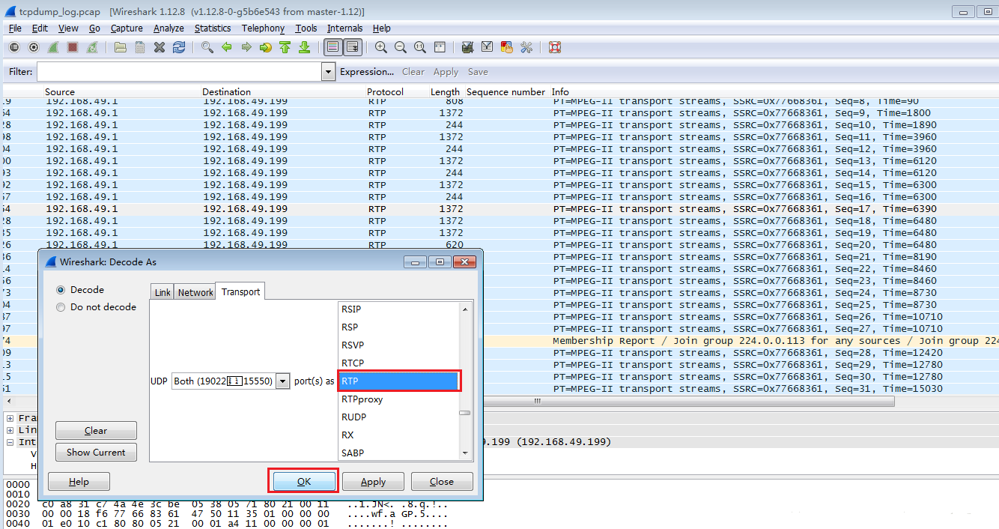 tcpdump_log.pcap [Wireshark 1.12.8 (v1.12.8-0-g5b6e543 from master-1.12)]
File Edit View Go Capture Analyze Statistics Telephony Tools Internals Help
Filter: Expression... Clear Apply Save
Source Destination Protocol Length Sequence number Info
19 192.168.49.1 192.168.49.199 RTP 808 PT=MPEG-II transport streams, SSRC=0x77668361, Seq=8, Time=90
54 192.168.49.1 192.168.49.199 RTP 1372 PT=MPEG-II transport streams, SSRC=0x77668361, Seq=9, Time=1800
28 192.168.49.1 192.168.49.199 RTP 244 PT=MPEG-II transport streams, SSRC=0x77668361, Seq=10, Time=1890
98 192.168.49.1 192.168.49.199 RTP 1372 PT=MPEG-II transport streams, SSRC=0x77668361, Seq=11, Time=3960
04 192.168.49.1 192.168.49.199 RTP 244 PT=MPEG-II transport streams, SSRC=0x77668361, Seq=12, Time=3960
00 192.168.49.1 192.168.49.199 RTP 1372 PT=MPEG-II transport streams, SSRC=0x77668361, Seq=13, Time=6120
93 192.168.49.1 192.168.49.199 RTP 244 PT=MPEG-II transport streams, SSRC=0x77668361, Seq=14, Time=6120
92 192.168.49.1 192.168.49.199 RTP 1372 PT=MPEG-II transport streams, SSRC=0x77668361, Seq=15, Time=6300
57 192.168.49.1 192.168.49.199 RTP 244 PT=MPEG-II transport streams, SSRC=0x77668361, Seq=16, Time=6300
54 192.168.49.1 192.168.49.199 RTP 1372 PT=MPEG-II transport streams, SSRC=0x77668361, Seq=17, Time=6390
28 192.168.49.1 192.168.49.199 RTP 1372 PT=MPEG-II transport streams, SSRC=0x77668361, Seq=18, Time=6480
35 192.168.49.1 192.168.49.199 RTP 1372 PT=MPEG-II transport streams, SSRC=0x77668361, Seq=19, Time=6480
26 192.168.49.1 192.168.49.199 RTP 620 PT=MPEG-II transport streams, SSRC=0x77668361, Seq=20, Time=6480
36 PT=MPEG-II transport streams, SSRC=0x77668361, Seq=21, Time=8190
14 PT=MPEG-II transport streams, SSRC=0x77668361, Seq=22, Time=8460
56 PT=MPEG-II transport streams, SSRC=0x77668361, Seq=23, Time=8460
73 PT=MPEG-II transport streams, SSRC=0x77668361, Seq=24, Time=8730
04 PT=MPEG-II transport streams, SSRC=0x77668361, Seq=25, Time=8730
37 PT=MPEG-II transport streams, SSRC=0x77668361, Seq=26, Time=10710
97 PT=MPEG-II transport streams, SSRC=0x77668361, Seq=27, Time=10710
74 Membership Report / Join group 224.0.0.113 for any sources / Join group 224
09 PT=MPEG-II transport streams, SSRC=0x77668361, Seq=28, Time=12420
13 PT=MPEG-II transport streams, SSRC=0x77668361, Seq=29, Time=12780
15 PT=MPEG-II transport streams, SSRC=0x77668361, Seq=30, Time=12780
51 PT=MPEG-II transport streams, SSRC=0x77668361, Seq=31, Time=15030
Wireshark: Decode As
Decode
Do not decode
Link Network Transport
RSIP
RSP
RSVP
RTCP
UDP Both (19022 15550) port(s) as RTP
RTPproxy
RUDP
RX
SABP
Clear
Show Current
Help OK Apply Close
Fra
Lin
Int 9.199 (192.168.49.199)
V
H
0000
0010
0020 c0 a8 31 c7 4a 4e 3c be 05 38 05 71 80 21 00 11 ..1.JN<. .8.q.!..
0030 00 00 18 f6 77 66 83 61 47 50 11 35 01 00 00 00 ....wf.a GP.5....
0040 01 e0 10 c1 80 80 05 21 00 01 a4 11 00 00 00 01 .......! ........